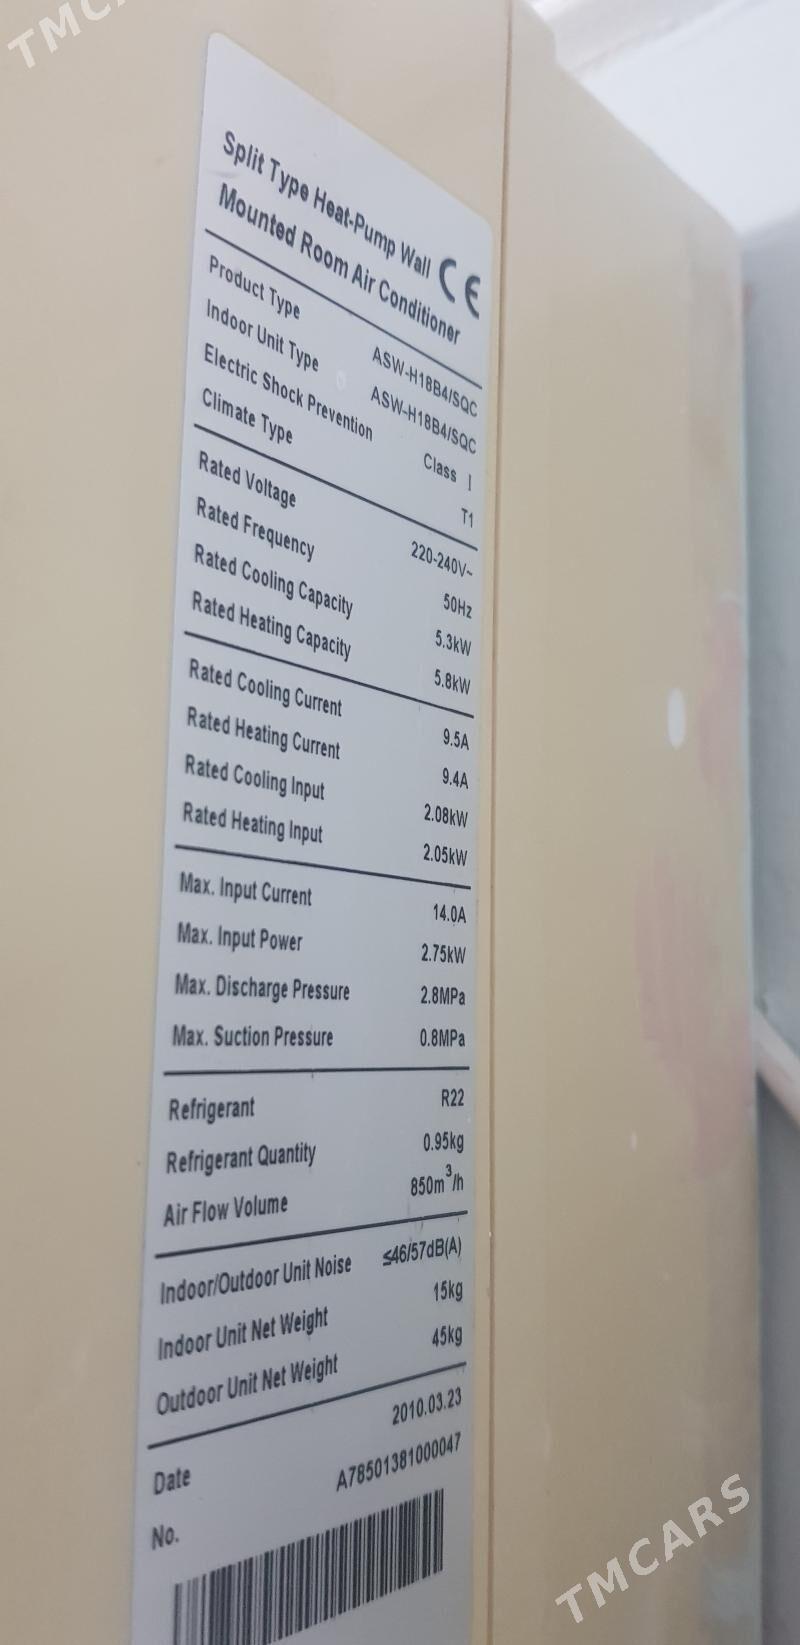 TMCA
Split Type Heat-Pump Wall
Mounted Room Air Conditioner
CE
Product Type ASW-H18B4/SQC
Indoor Unit Type ASW-H18B4/SQC
Electric Shock Prevention Class I
Climate Type T1
Rated Voltage 220-240V~
Rated Frequency 50Hz
Rated Cooling Capacity 5.3kW
Rated Heating Capacity 5.8kW
Rated Cooling Current 9.5A
Rated Heating Current 9.4A
Rated Cooling Input 2.08kW
Rated Heating Input 2.05kW
Max. Input Current 14.0A
Max. Input Power 2.75kW
Max. Discharge Pressure 2.8MPa
Max. Suction Pressure 0.8MPa
Refrigerant R22
Refrigerant Quantity 0.95kg
Air Flow Volume 850m³/h
Indoor/Outdoor Unit Noise ≤46/57dB(A)
Indoor Unit Net Weight 15kg
Outdoor Unit Net Weight 45kg
Date 2010.03.23
No. A78501381000047
TMCARS